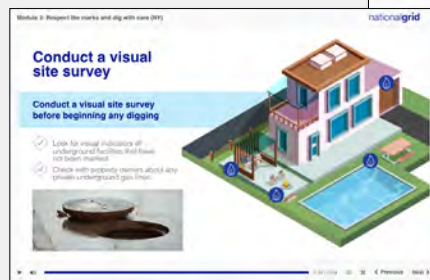 Module 3: Respect the marks and dig with care (NY)
nationalgrid
Conduct a visual
site survey
Conduct a visual site survey
before beginning any digging
Look for visual indicators of
underground facilities that have
not been marked.
Check with property owners about any
private underground gas lines.
Previous
Next